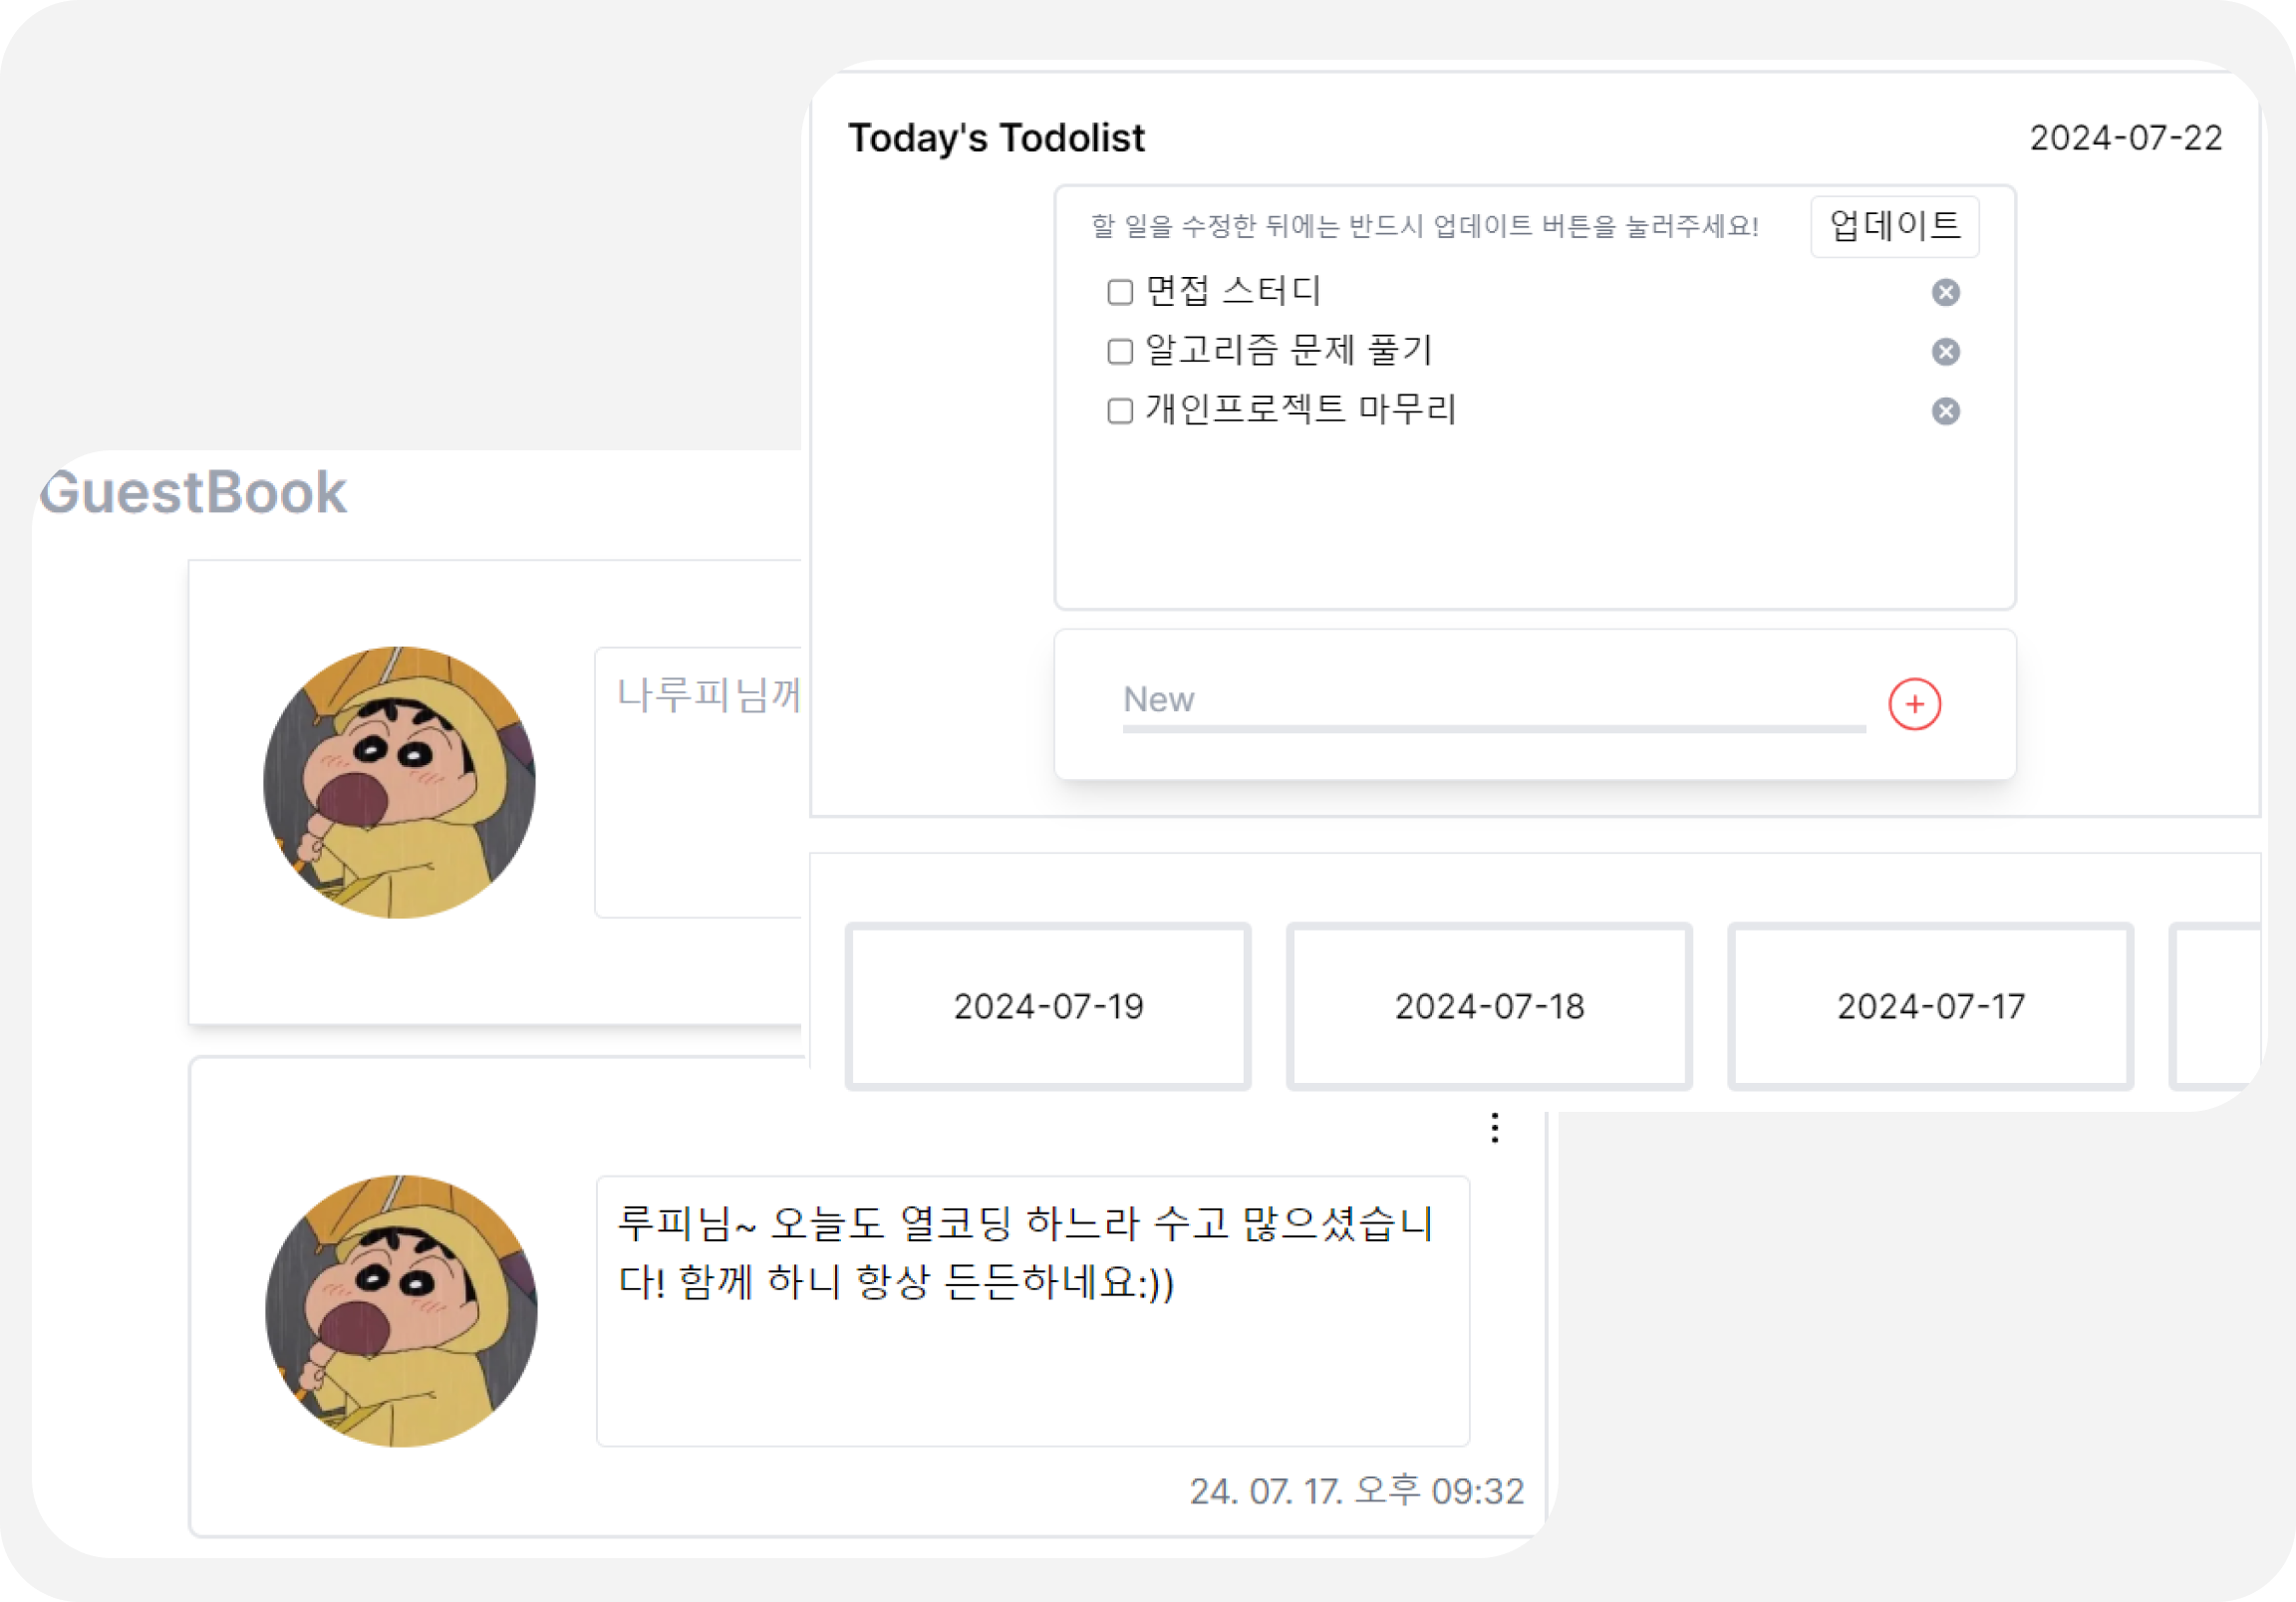 Today's Todolist
2024-07-22
할 일을 수정한 뒤에는 반드시 업데이트 버튼을 눌러주세요!
업데이트
면접 스터디
알고리즘 문제 풀기
개인프로젝트 마무리
New
2024-07-19
2024-07-18
2024-07-17
GuestBook
나루피님께
루피님~ 오늘도 열코딩 하느라 수고 많으셨습니
다! 함께 하니 항상 든든하네요:))
24. 07. 17. 오후 09:32